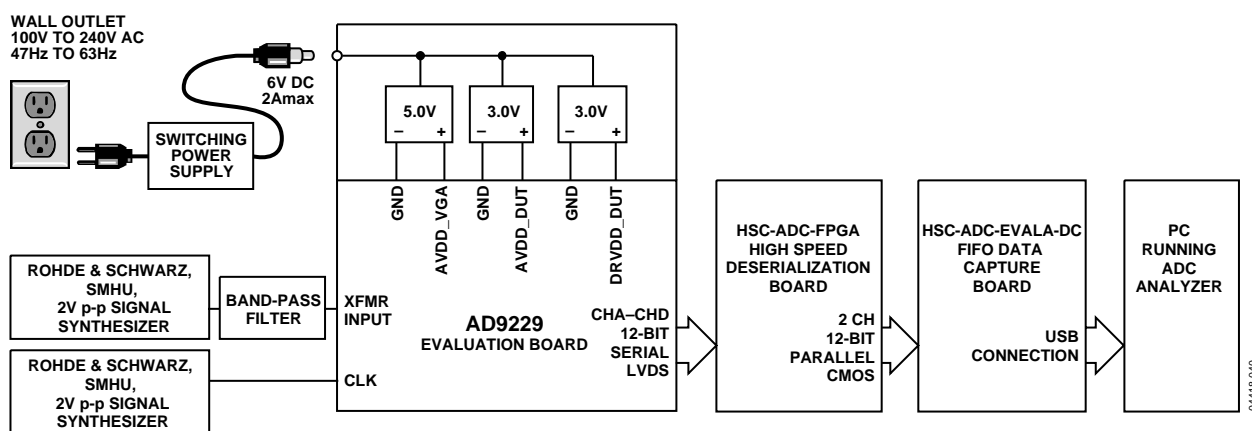 WALL OUTLET
100V TO 240V AC
47Hz TO 63Hz
6V DC
2Amax
SWITCHING
POWER
SUPPLY
5.0V
– +
3.0V
– +
3.0V
– +
GND
AVDD_VGA
GND
AVDD_DUT
GND
DRVDD_DUT
ROHDE & SCHWARZ,
SMHU,
2V p-p SIGNAL
SYNTHESIZER
BAND-PASS
FILTER
XFMR
INPUT
AD9229
EVALUATION BOARD
CHA–CHD
12-BIT
SERIAL
LVDS
ROHDE & SCHWARZ,
SMHU,
2V p-p SIGNAL
SYNTHESIZER
CLK
HSC-ADC-FPGA
HIGH SPEED
DESERIALIZATION
BOARD
2 CH
12-BIT
PARALLEL
CMOS
HSC-ADC-EVALA-DC
FIFO DATA
CAPTURE
BOARD
USB
CONNECTION
PC
RUNNING
ADC
ANALYZER